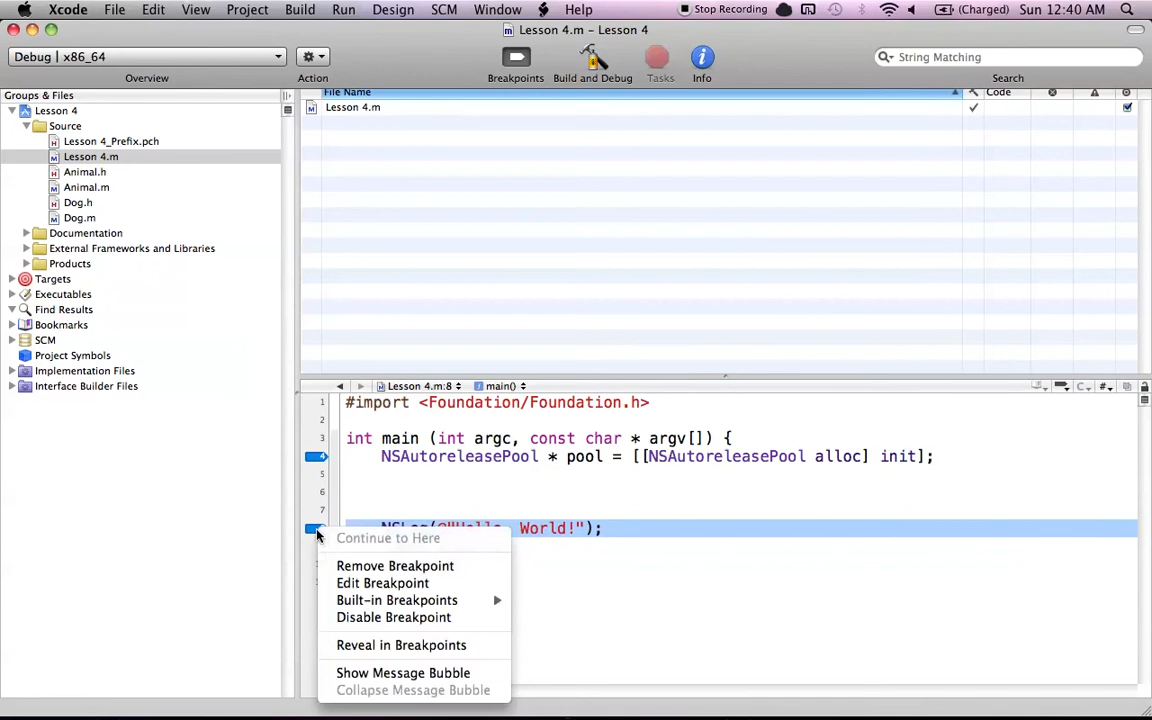 Xcode File Edit View Project Build Run Design SCM Window Help Stop Recording (Charged) Sun 12:40 AM
Lesson 4.m – Lesson 4
Debug | x86_64
String Matching
Overview Action Breakpoints Build and Debug Tasks Info Search
Groups & Files
File Name Code
Lesson 4
Lesson 4.m
Source
Lesson 4_Prefix.pch
Lesson 4.m
Animal.h
Animal.m
Dog.h
Dog.m
Documentation
External Frameworks and Libraries
Products
Targets
Executables
Find Results
Bookmarks
SCM
Project Symbols
Implementation Files
Interface Builder Files
Lesson 4.m:8 main() C #
1 #import <Foundation/Foundation.h>
2
3 int main (int argc, const char * argv[]) {
4 NSAutoreleasePool * pool = [[NSAutoreleasePool alloc] init];
5
6
7
NSLog(@"Hello, World!");
Continue to Here
Remove Breakpoint
Edit Breakpoint
Built-in Breakpoints
Disable Breakpoint
Reveal in Breakpoints
Show Message Bubble
Collapse Message Bubble